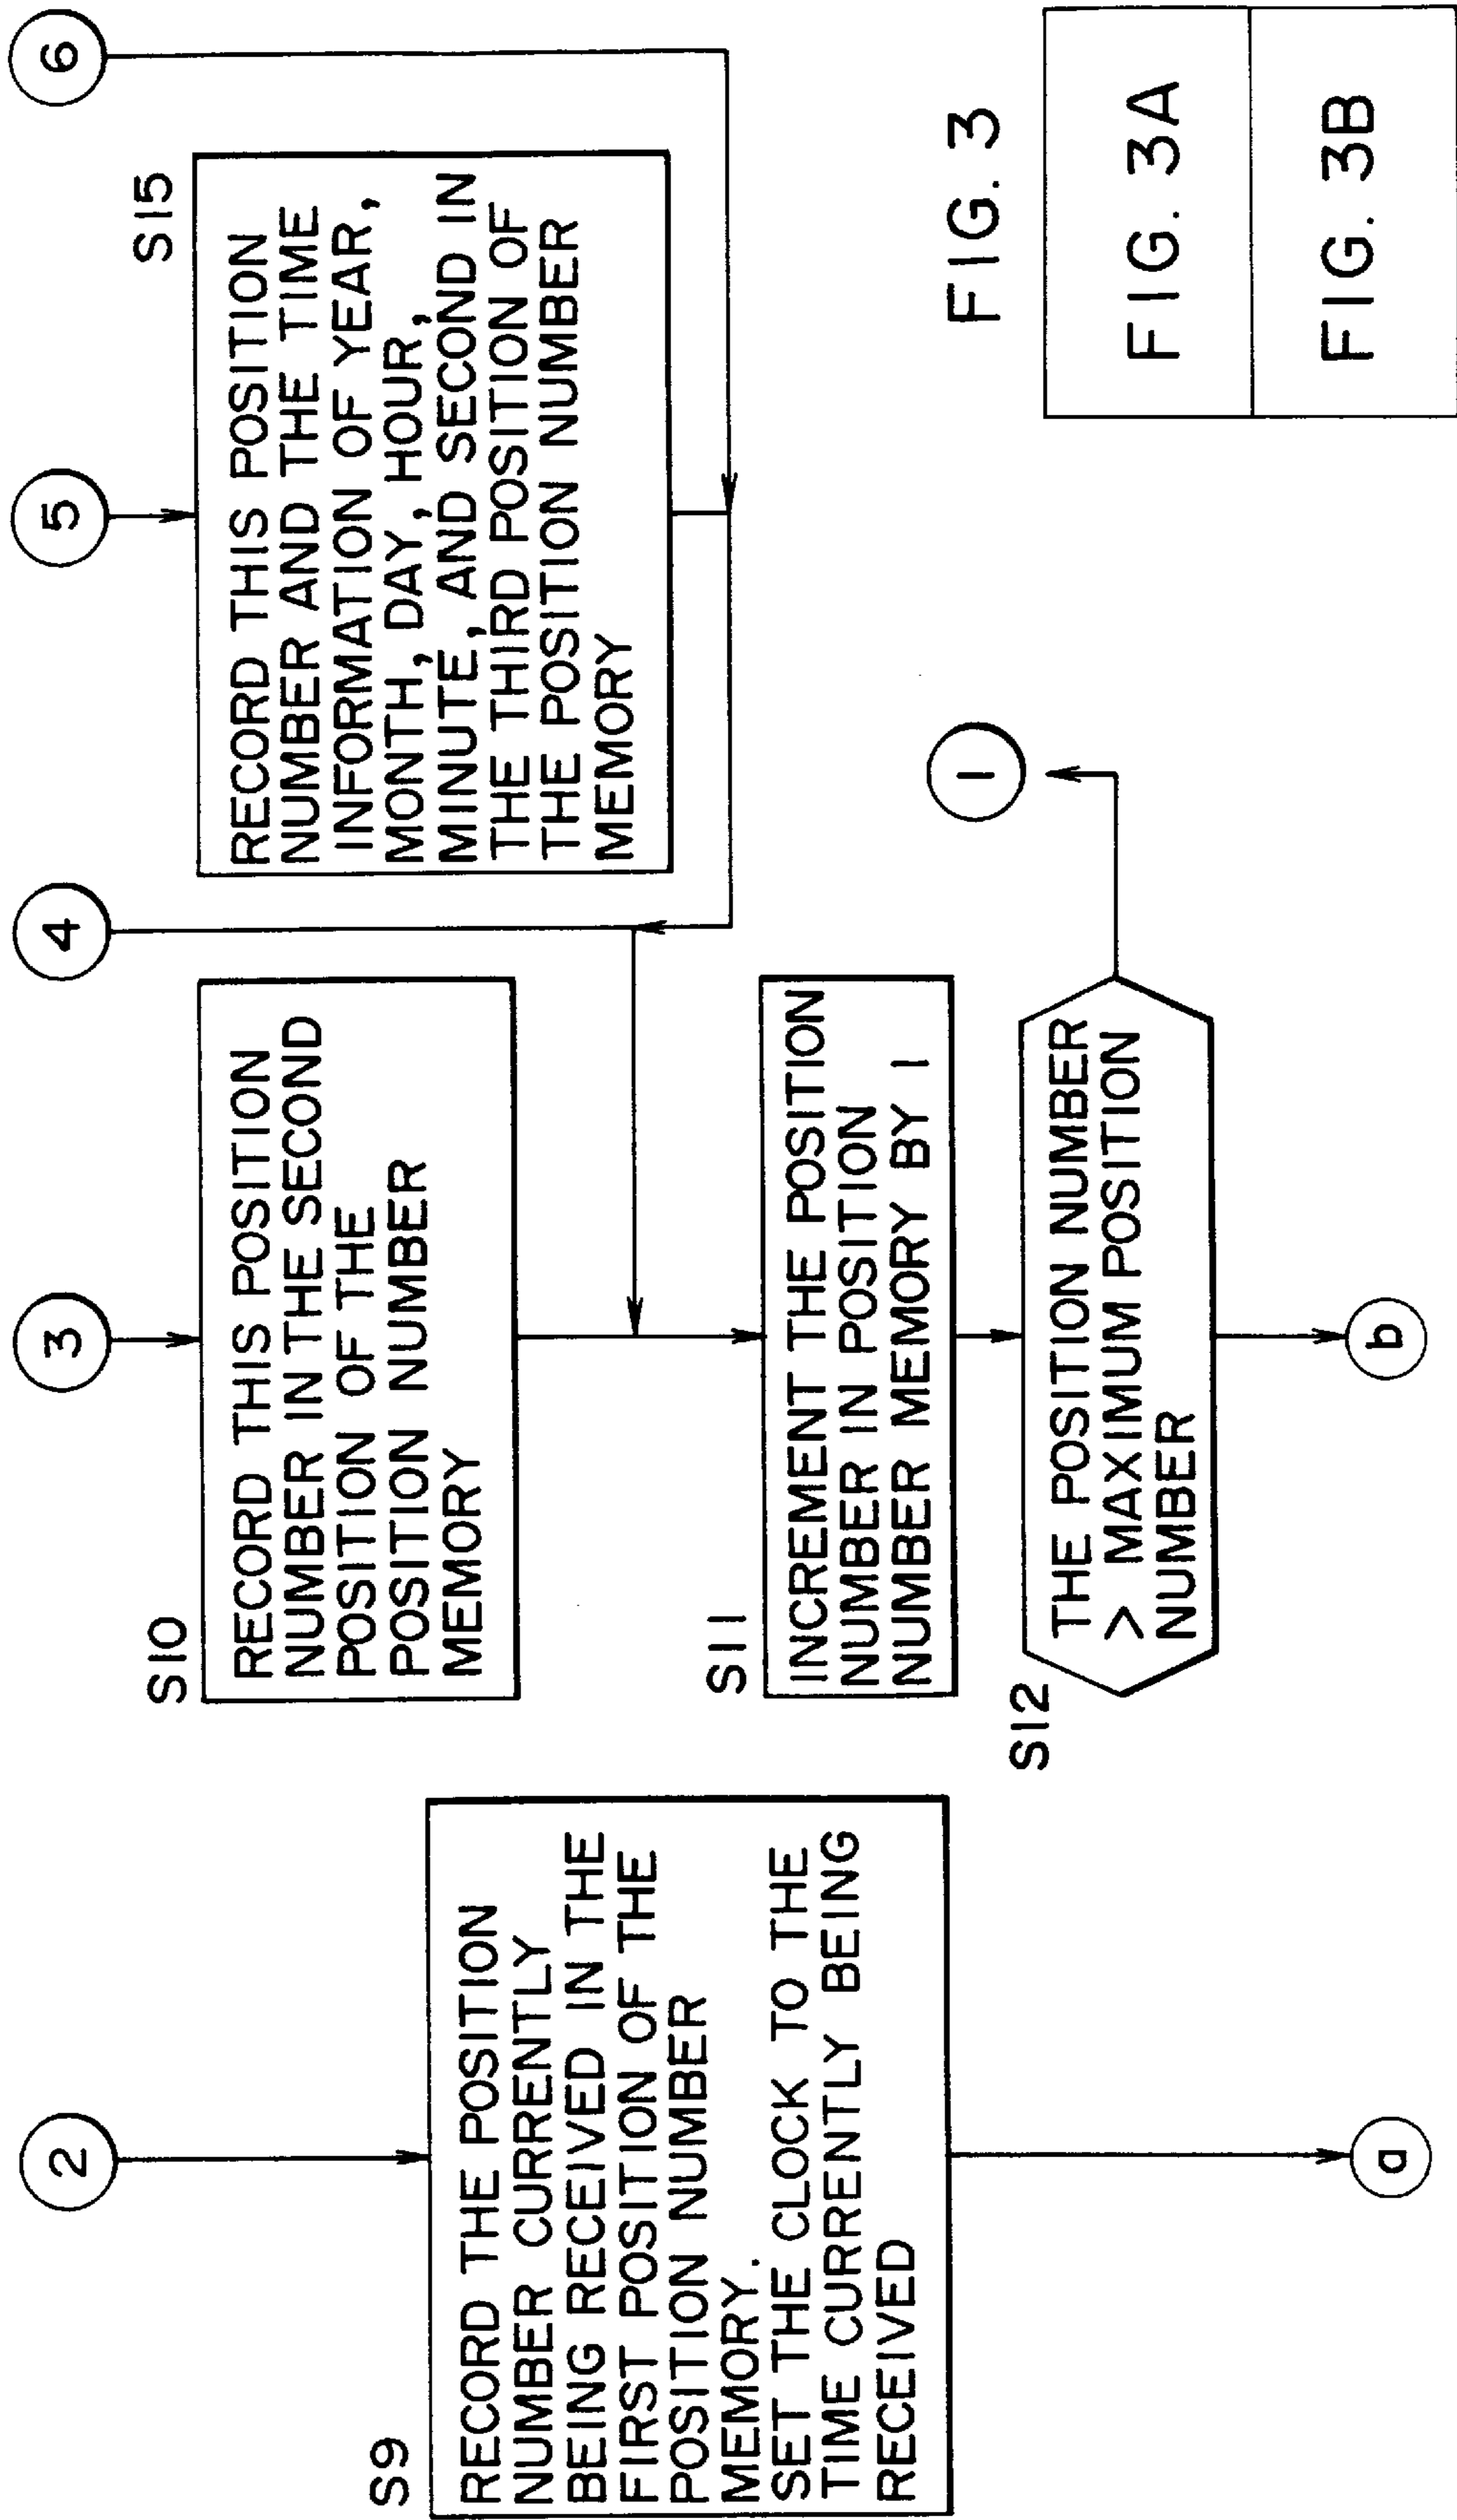 2
3
4
5
6
S9
RECORD THE POSITION
NUMBER CURRENTLY
BEING RECEIVED IN THE
FIRST POSITION OF THE
POSITION NUMBER
MEMORY.
SET THE CLOCK TO THE
TIME CURRENTLY BEING
RECEIVED
a
S10
RECORD THIS POSITION
NUMBER IN THE SECOND
POSITION OF THE
POSITION NUMBER
MEMORY
S11
INCREMENT THE POSITION
NUMBER IN POSITION
NUMBER MEMORY BY 1
S12
THE POSITION NUMBER
> MAXIMUM POSITION
NUMBER
b
1
S15
RECORD THIS POSITION
NUMBER AND THE TIME
INFORMATION OF YEAR,
MONTH, DAY, HOUR,
MINUTE, AND SECOND IN
THE THIRD POSITION OF
THE POSITION NUMBER
MEMORY
FIG. 3
FIG. 3A
FIG. 3B